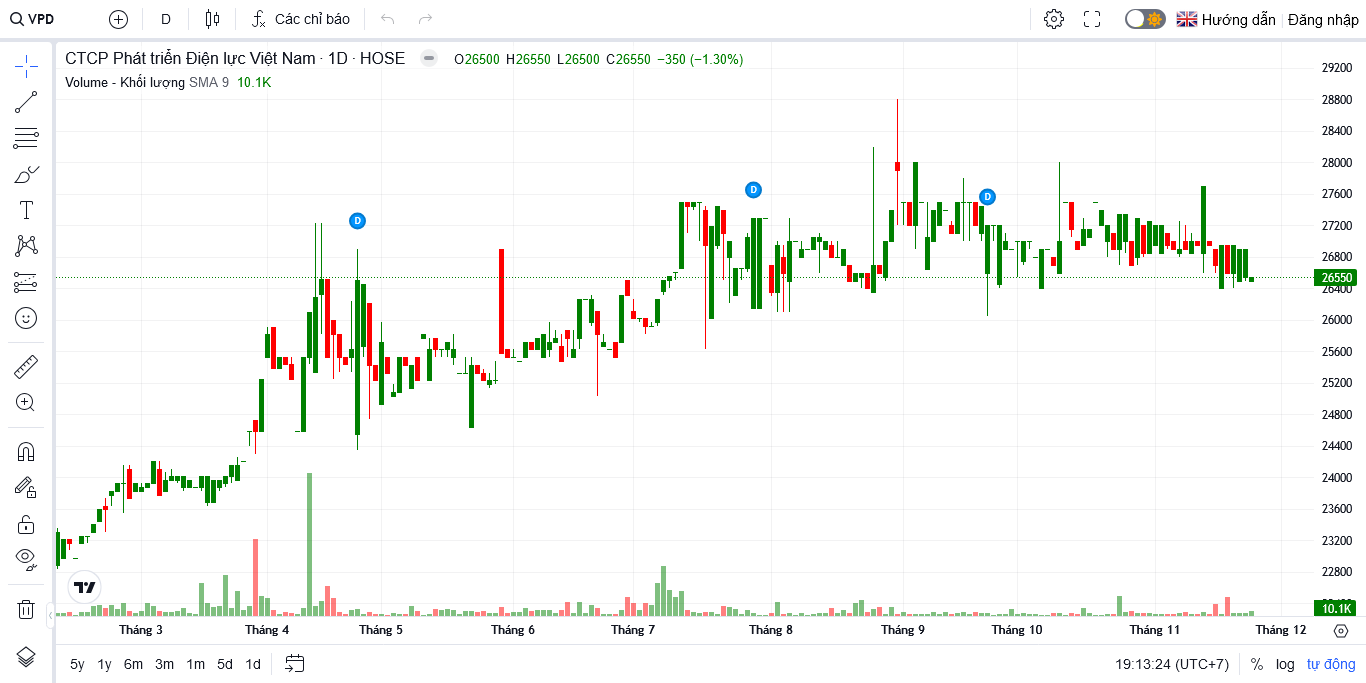 VPD D Các chỉ báo Hướng dẫn Đăng nhập
CTCP Phát triển Điện lực Việt Nam · 1D · HOSE O26500 H26550 L26500 C26550 −350 (−1.30%)
Volume - Khối lượng SMA 9 10.1K
29200
28800
28400
28000
27600
D D D
27200
26800
26550
26400
26000
25600
25200
24800
24400
24000
23600
23200
22800
10.1K
Tháng 3 Tháng 4 Tháng 5 Tháng 6 Tháng 7 Tháng 8 Tháng 9 Tháng 10 Tháng 11 Tháng 12
5y 1y 6m 3m 1m 5d 1d 19:13:24 (UTC+7) % log tự động